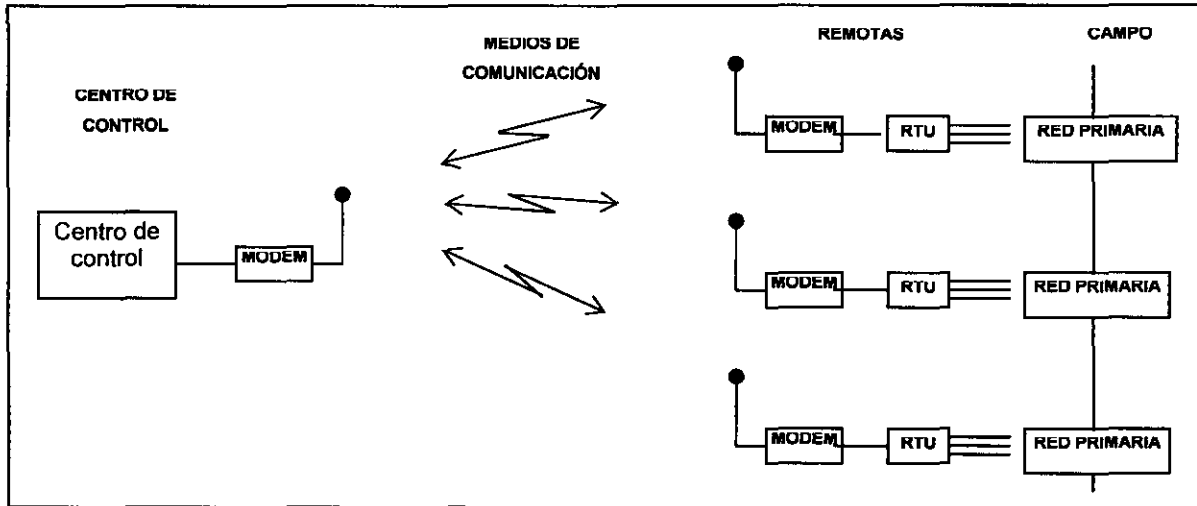 CENTRO DE
CONTROL
Centro de
control
MODEM
MEDIOS DE
COMUNICACIÓN
REMOTAS
CAMPO
MODEM
RTU
RED PRIMARIA
MODEM
RTU
RED PRIMARIA
MODEM
RTU
RED PRIMARIA